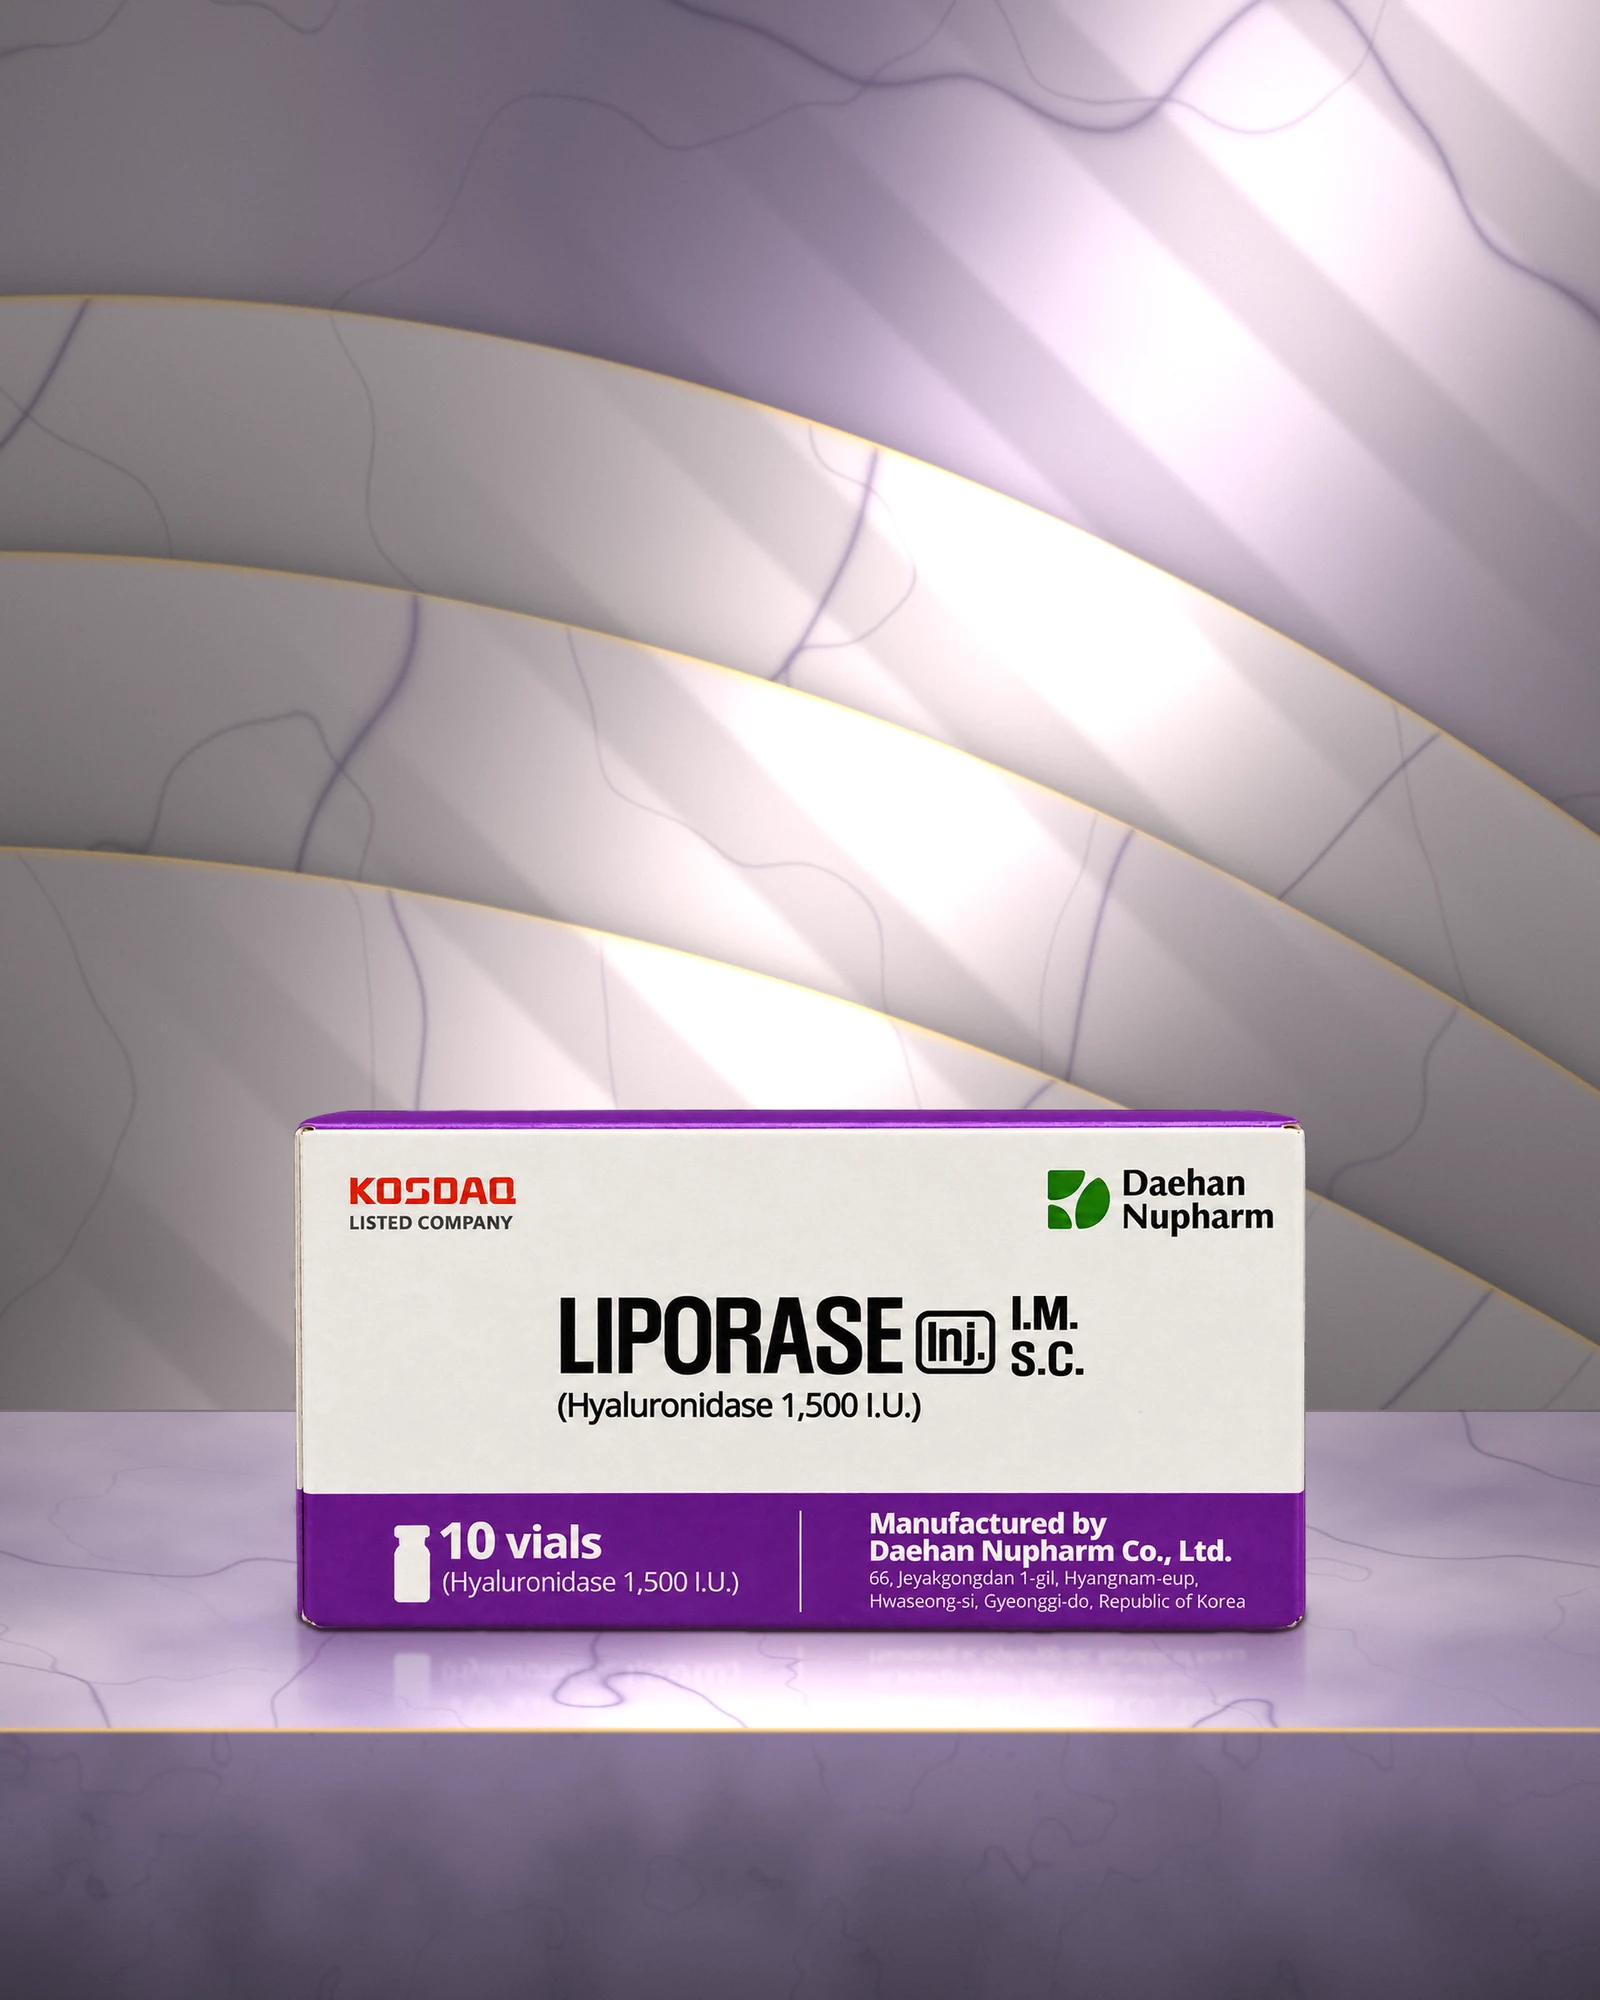 KOSDAQ
LISTED COMPANY
Daehan
Nupharm
LIPORASE Inj. I.M.
S.C.
(Hyaluronidase 1,500 I.U.)
10 vials
(Hyaluronidase 1,500 I.U.)
Manufactured by
Daehan Nupharm Co., Ltd.
66, Jeyakgongdan 1-gil, Hyangnam-eup,
Hwaseong-si, Gyeonggi-do, Republic of Korea